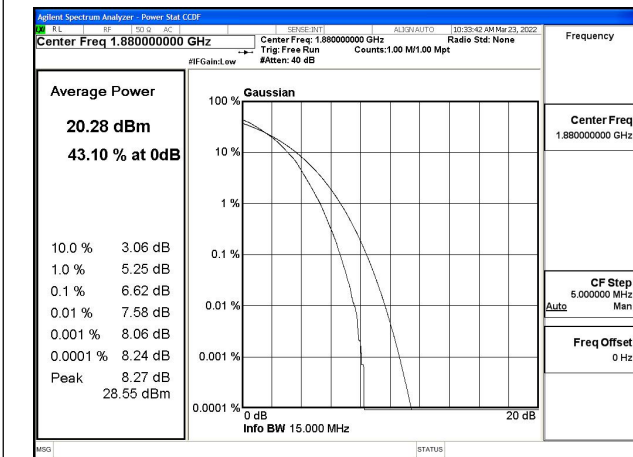 Agilent Spectrum Analyzer - Power Stat CCDF
RL RF 50 Ω AC SENSE:INT ALIGN AUTO 10:33:42 AM Mar 23, 2022
Center Freq 1.880000000 GHz
Center Freq: 1.880000000 GHz Radio Std: None
Trig: Free Run Counts:1.00 M/1.00 Mpt
#IFGain:Low #Atten: 40 dB
Frequency
Average Power
20.28 dBm
43.10 % at 0dB
10.0 % 3.06 dB
1.0 % 5.25 dB
0.1 % 6.62 dB
0.01 % 7.58 dB
0.001 % 8.06 dB
0.0001 % 8.24 dB
Peak 8.27 dB
28.55 dBm
Gaussian
100 %
10 %
1 %
0.1 %
0.01 %
0.001 %
0.0001 %
0 dB 20 dB
Info BW 15.000 MHz
Center Freq
1.880000000 GHz
CF Step
5.000000 MHz
Auto Man
Freq Offset
0 Hz
MSG STATUS